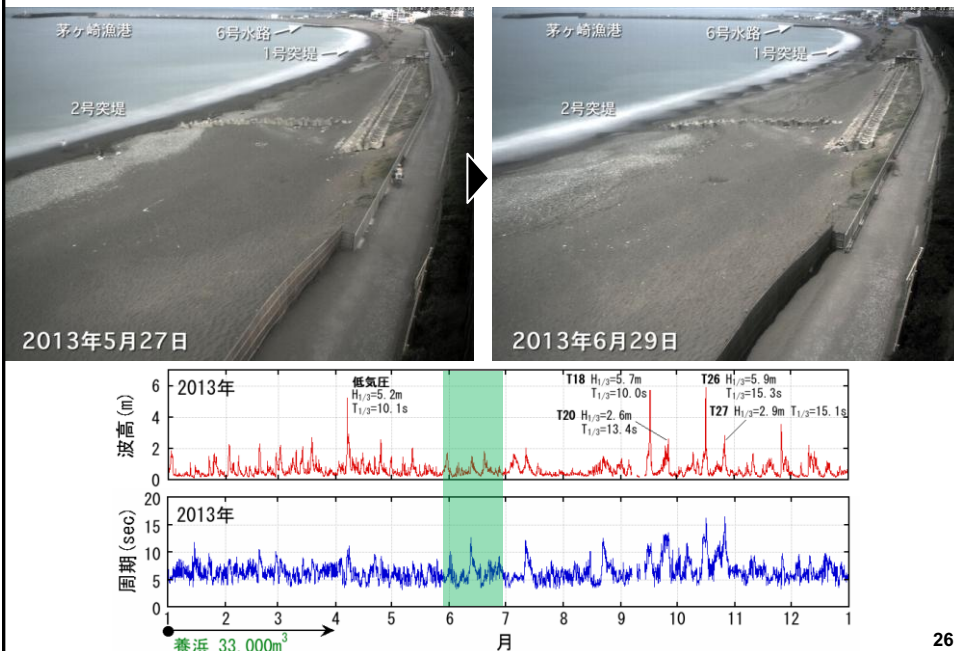 茅ヶ崎漁港
6号水路
1号突堤
2号突堤
2013年5月27日
茅ヶ崎漁港
6号水路
1号突堤
2号突堤
2013年6月29日
波高(m)
6
4
2
0
2013年
低気圧
H1/3=5.2m
T1/3=10.1s
T18 H1/3=5.7m
T1/3=10.0s
T20 H1/3=2.6m
T1/3=13.4s
T26 H1/3=5.9m
T1/3=15.3s
T27 H1/3=2.9m T1/3=15.1s
周期(sec)
20
15
10
5
0
2013年
1 2 3 4 5 6 7 8 9 10 11 12 1
月
養浜 33,000m3
26